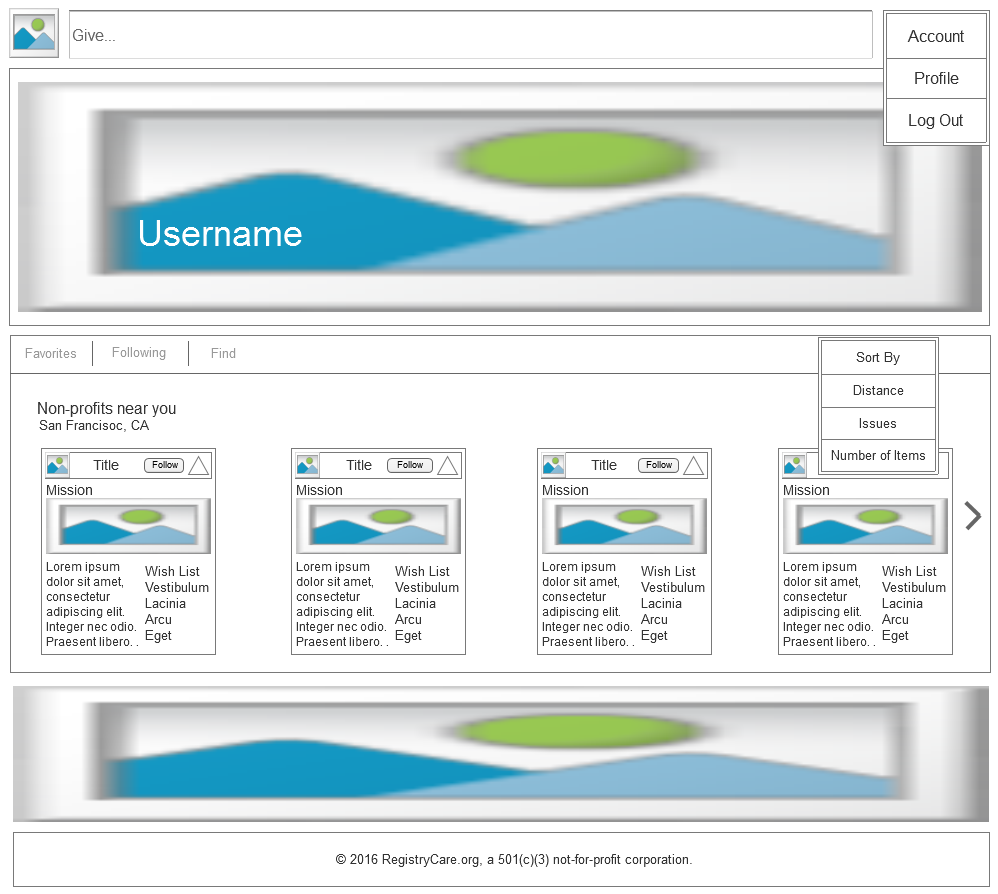 Give...
Account
Profile
Log Out
Username
Favorites
Following
Find
Sort By
Distance
Issues
Number of Items
Non-profits near you
San Francisoc, CA
Title
Follow
Mission
Lorem ipsum
dolor sit amet,
consectetur
adipiscing elit.
Integer nec odio.
Praesent libero. .
Wish List
Vestibulum
Lacinia
Arcu
Eget
Title
Follow
Mission
Lorem ipsum
dolor sit amet,
consectetur
adipiscing elit.
Integer nec odio.
Praesent libero. .
Wish List
Vestibulum
Lacinia
Arcu
Eget
Title
Follow
Mission
Lorem ipsum
dolor sit amet,
consectetur
adipiscing elit.
Integer nec odio.
Praesent libero. .
Wish List
Vestibulum
Lacinia
Arcu
Eget
Mission
Lorem ipsum
dolor sit amet,
consectetur
adipiscing elit.
Integer nec odio.
Praesent libero. .
Wish List
Vestibulum
Lacinia
Arcu
Eget
© 2016 RegistryCare.org, a 501(c)(3) not-for-profit corporation.